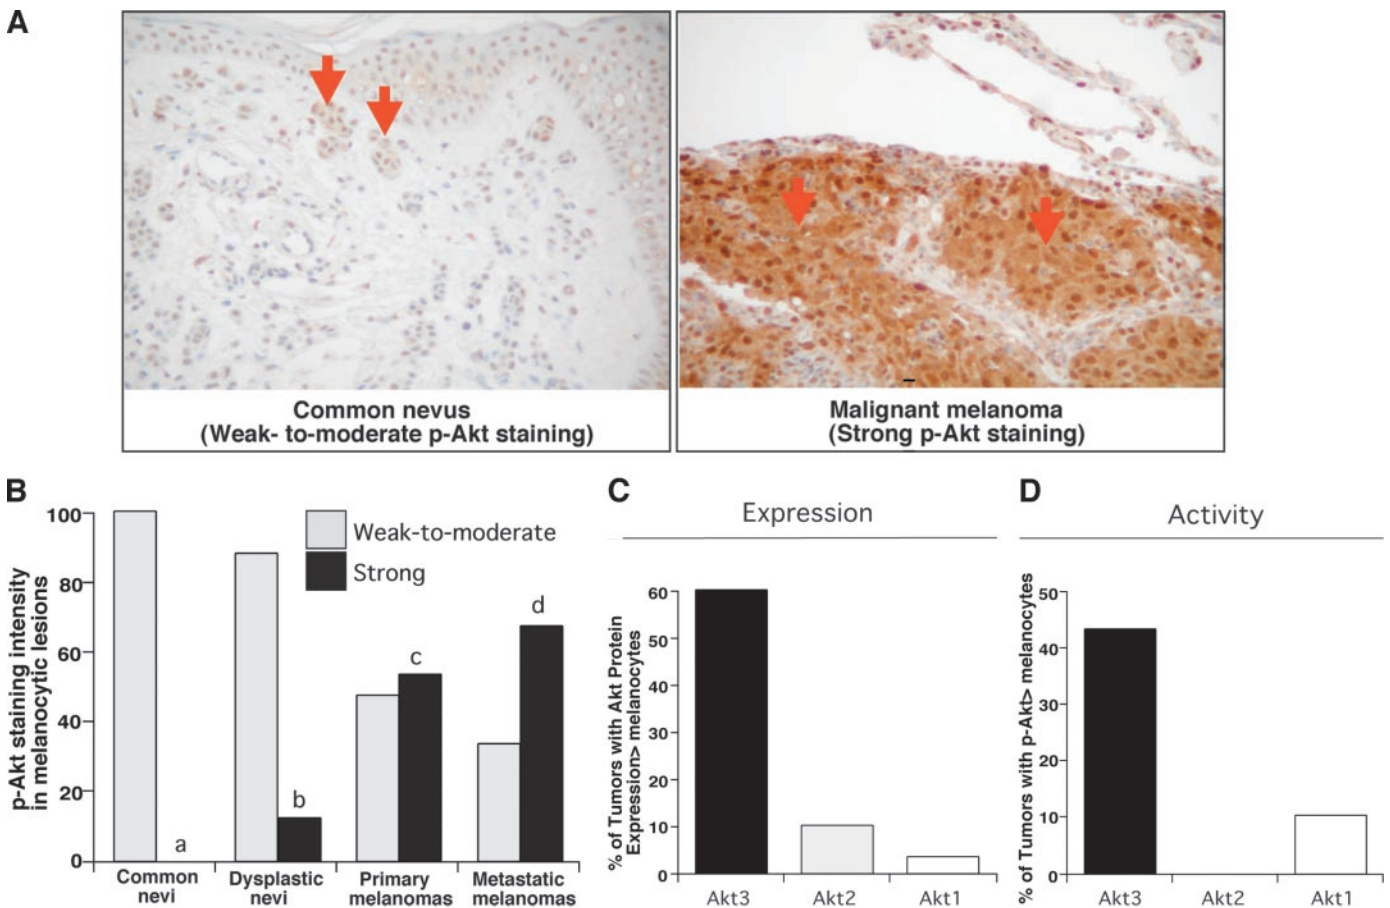 A
Common nevus
(Weak- to-moderate p-Akt staining)
Malignant melanoma
(Strong p-Akt staining)
B
p-Akt staining intensity
in melanocytic lesions
100
80
60
40
20
0
Weak-to-moderate
Strong
a
b
c
d
Common
nevi
Dysplastic
nevi
Primary
melanomas
Metastatic
melanomas
C
Expression
% of Tumors with Akt Protein
Expression> melanocytes
60
50
40
30
20
10
0
Akt3
Akt2
Akt1
D
Activity
% of Tumors with p-Akt> melanocytes
50
40
30
20
10
0
Akt3
Akt2
Akt1